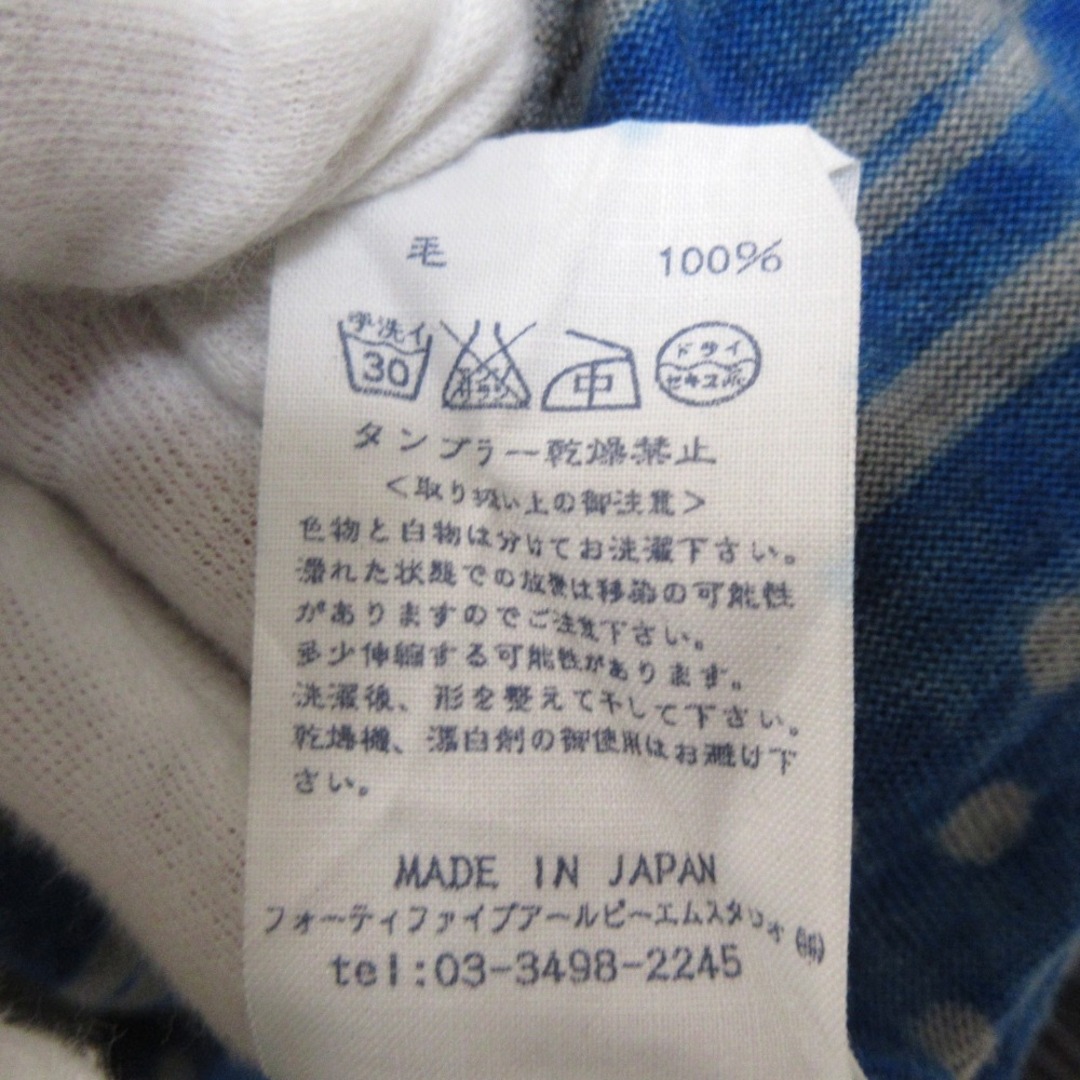 毛 100%
手洗イ 30 エンソサラシ 中 ドライ セキユ系
タンブラー乾燥禁止
<取り扱い上の御注意>
色物と白物は分けてお洗濯下さい。
濡れた状態での放置は移染の可能性
がありますのでご注意下さい。
多少伸縮する可能性があります。
洗濯後、形を整えて干して下さい。
乾燥機、漂白剤の御使用はお避け下
さい。
MADE IN JAPAN
フォーティファイブアールピーエムスタジオ(株)
tel:03-3498-2245